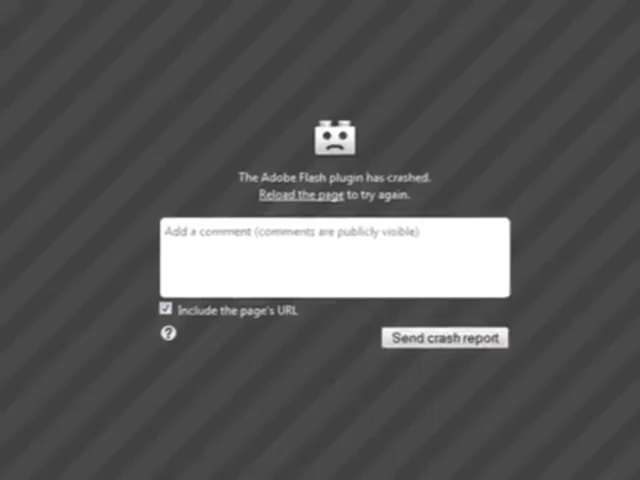 The Adobe Flash plugin has crashed.
Reload the page to try again.
Add a comment (comments are publicly visible)
Include the page's URL
?
Send crash report